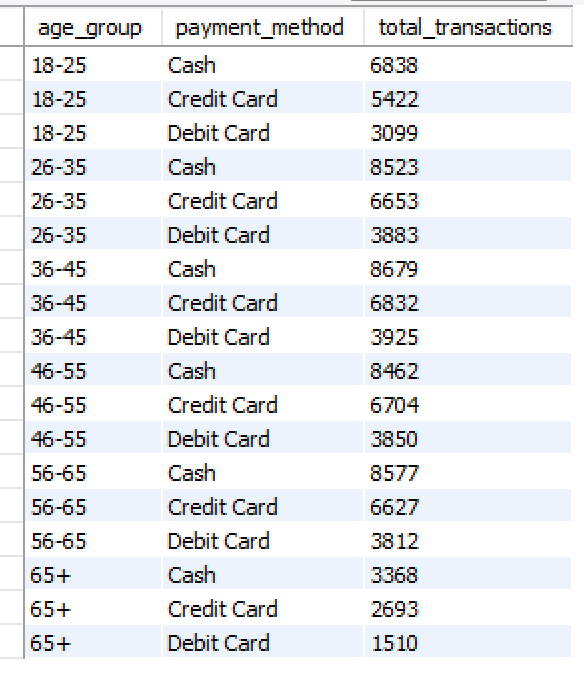 age_group payment_method total_transactions
18-25 Cash 6838
18-25 Credit Card 5422
18-25 Debit Card 3099
26-35 Cash 8523
26-35 Credit Card 6653
26-35 Debit Card 3883
36-45 Cash 8679
36-45 Credit Card 6832
36-45 Debit Card 3925
46-55 Cash 8462
46-55 Credit Card 6704
46-55 Debit Card 3850
56-65 Cash 8577
56-65 Credit Card 6627
56-65 Debit Card 3812
65+ Cash 3368
65+ Credit Card 2693
65+ Debit Card 1510